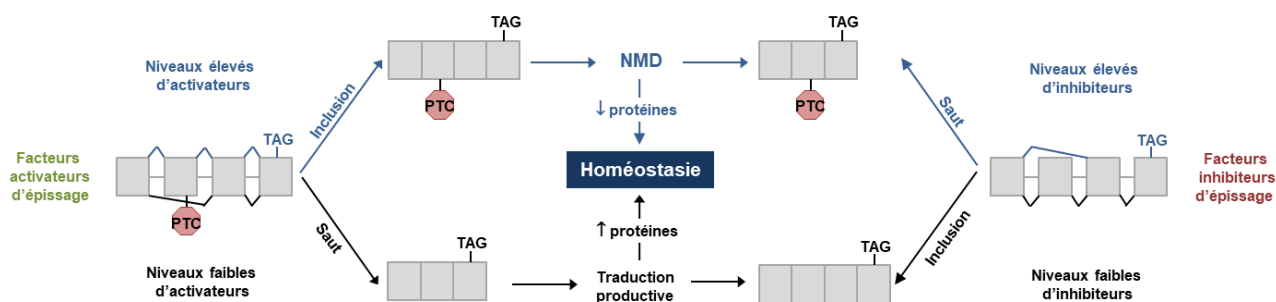 TAG
TAG
Niveaux élevés
d'activateurs
Inclusion
NMD
Saut
Niveaux élevés
d'inhibiteurs
PTC
↓ protéines
PTC
TAG
TAG
Facteurs
activateurs
d'épissage
Homéostasie
Facteurs
inhibiteurs
d'épissage
PTC
Saut
↑ protéines
Inclusion
TAG
TAG
Niveaux faibles
d'activateurs
Traduction
productive
Niveaux faibles
d'inhibiteurs